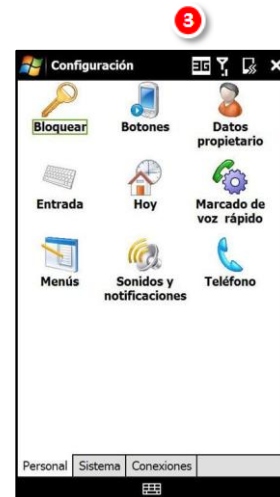 3
Configuración
3G
Bloquear
Botones
Datos
propietario
Entrada
Hoy
Marcado de
voz rápido
Menús
Sonidos y
notificaciones
Teléfono
Personal Sistema Conexiones